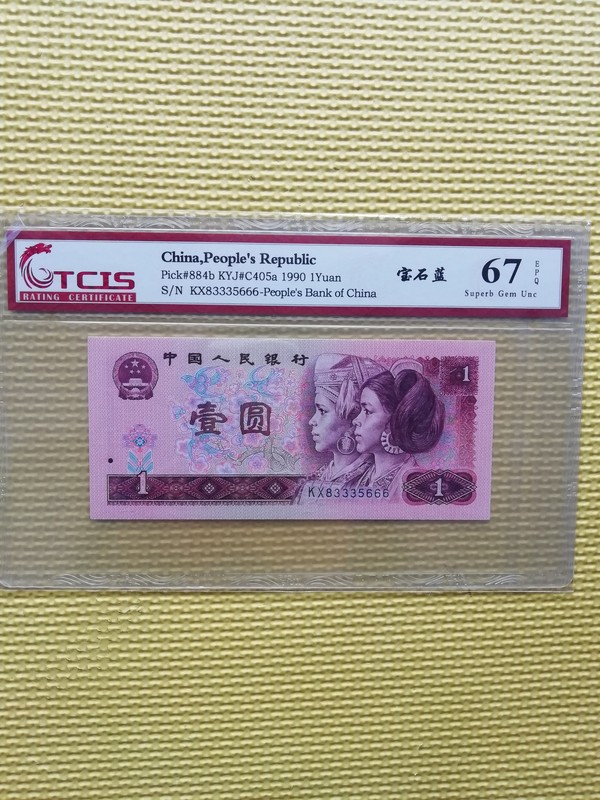 TCIS
RATING CERTIFICATE
China,People's Republic
Pick#884b KYJ#C405a 1990 1Yuan
S/N KX83335666-People's Bank of China
宝石蓝
67
EPQ
Superb Gem Unc
中国人民银行
1
壹圆
1
KX83335666
1